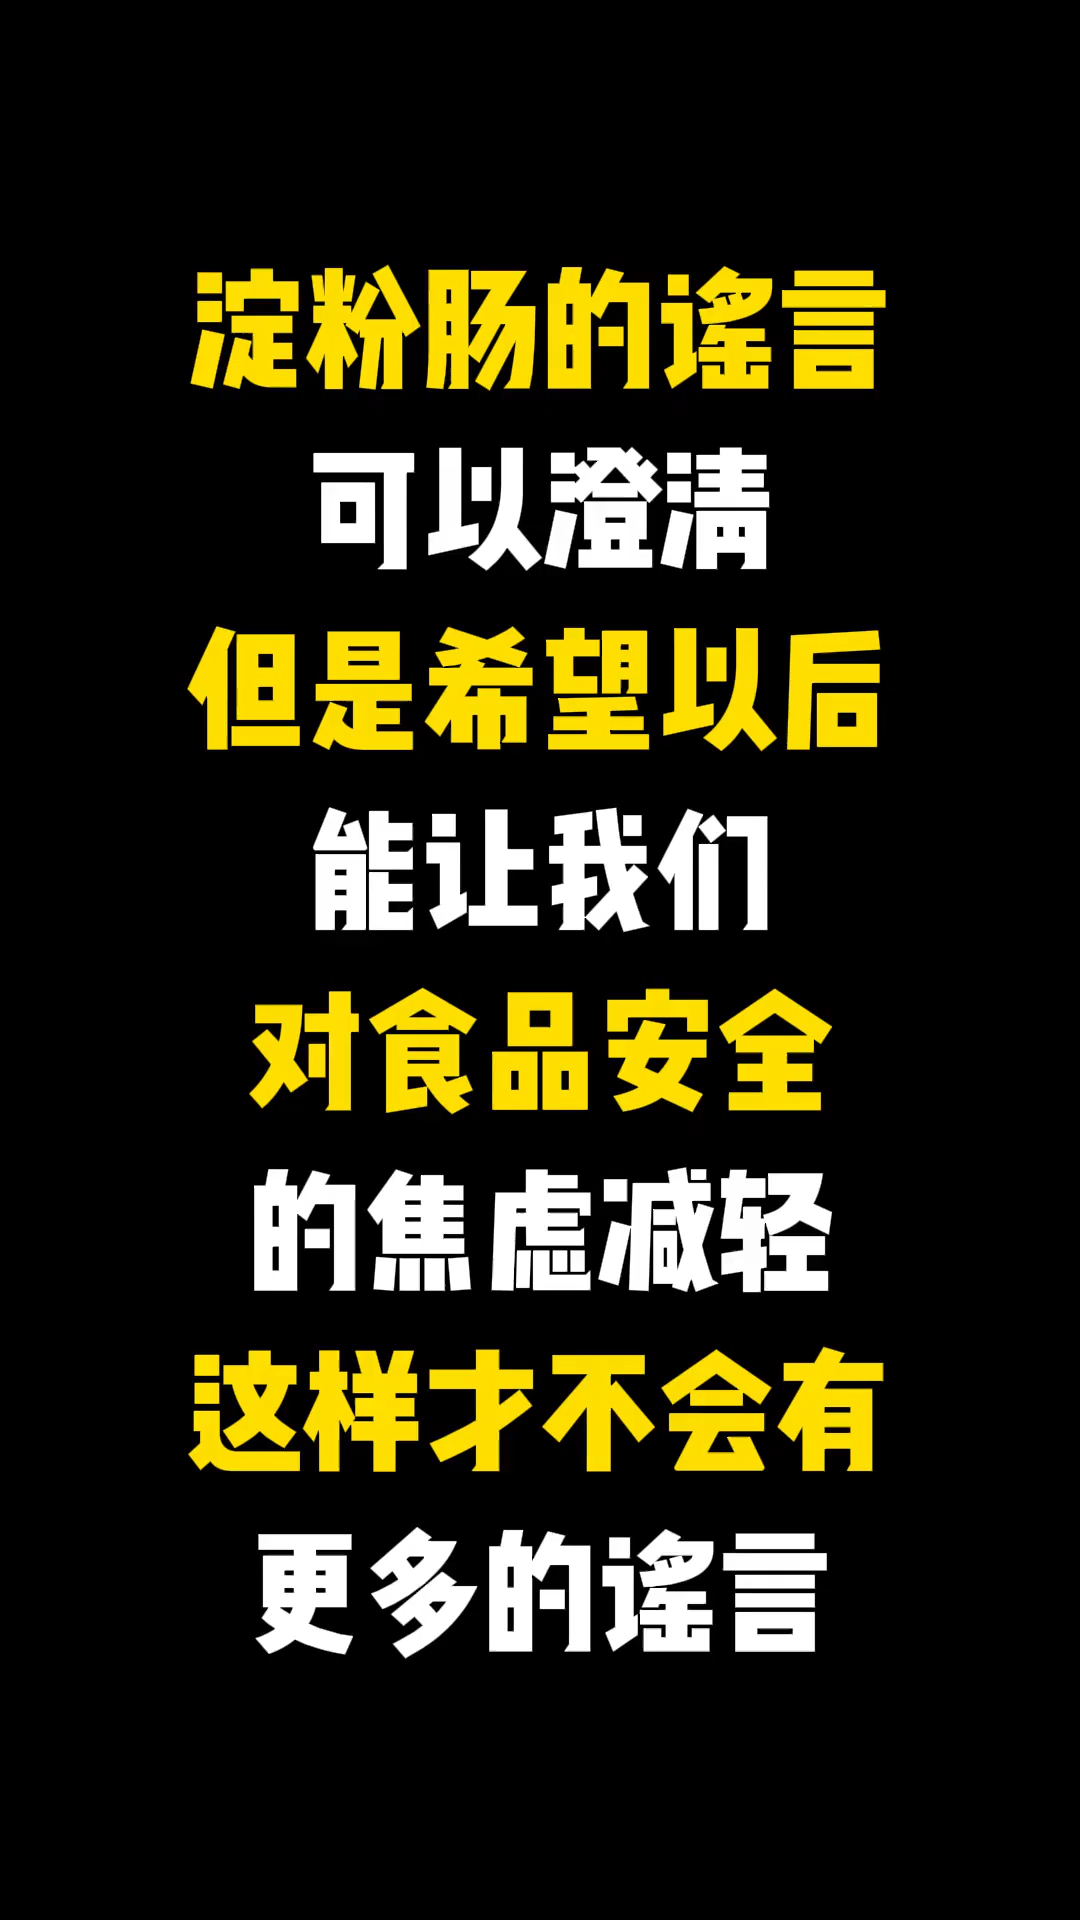 淀粉肠的谣言
可以澄清
但是希望以后
能让我们
对食品安全
的焦虑减轻
这样才不会有
更多的谣言